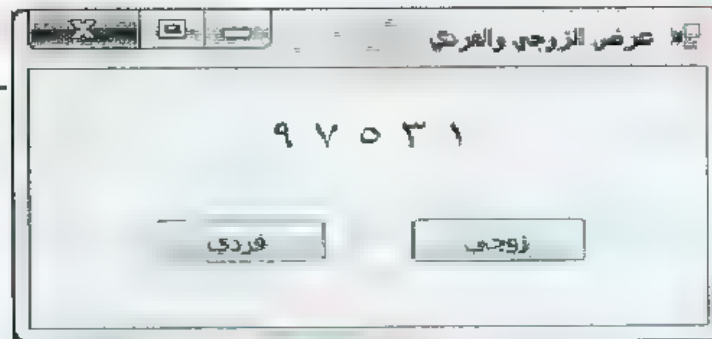 عرض الزوجي والفردي
١ ٣ ٥ ٧ ٩
زوجي
فردي